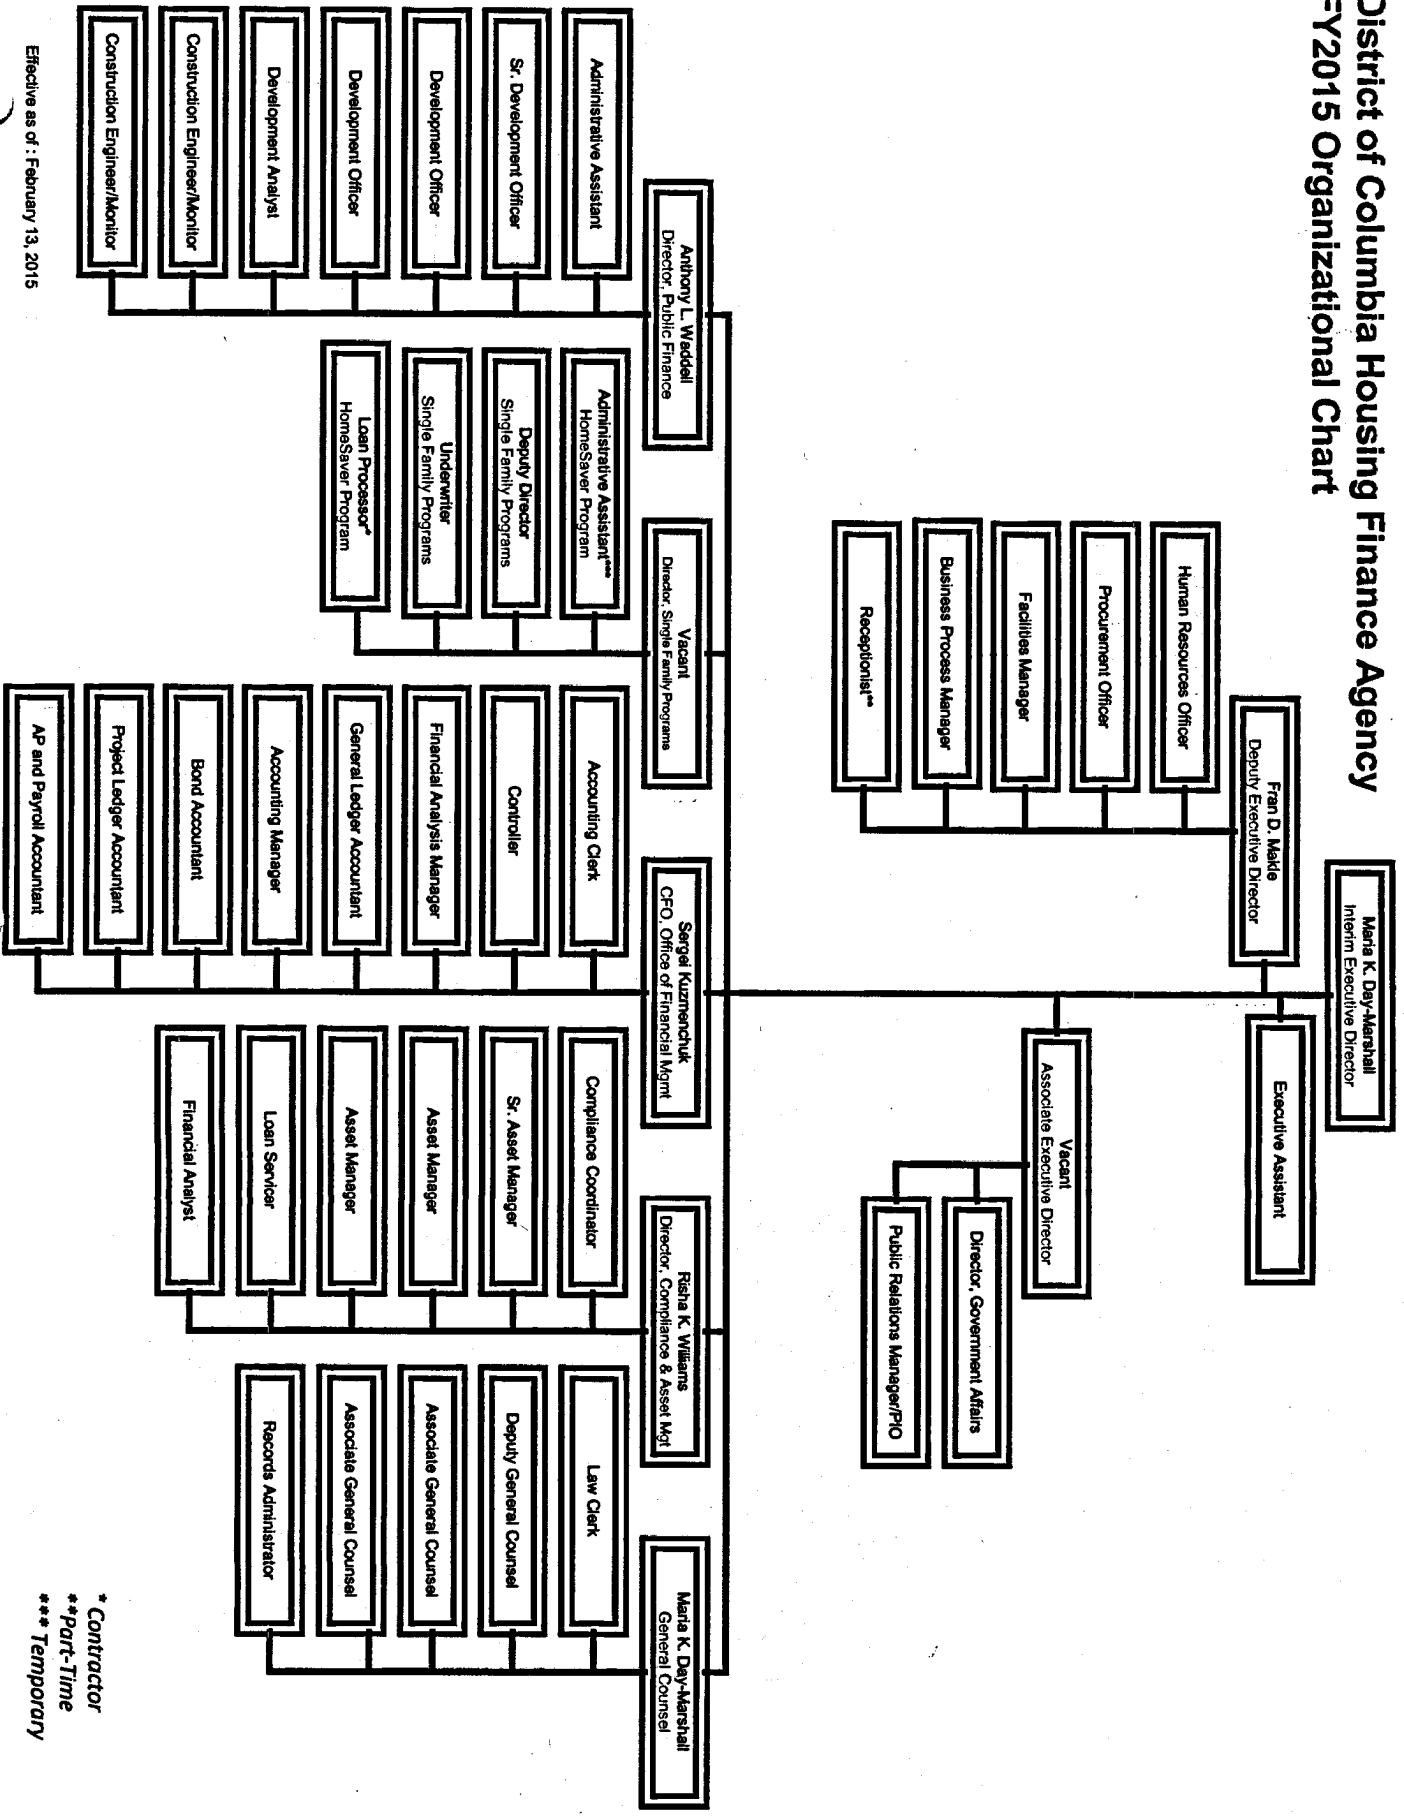 District of Columbia Housing Finance Agency
FY2015 Organizational Chart
Maria K. Day-Marshall
Interim Executive Director
Fran D. Makle
Deputy Executive Director
Executive Assistant
Human Resources Officer
Procurement Officer
Facilities Manager
Business Process Manager
Receptionist**
Vacant
Associate Executive Director
Director, Government Affairs
Public Relations Manager/PIO
Anthony L. Waddell
Director, Public Finance
Administrative Assistant
Sr. Development Officer
Development Officer
Development Officer
Development Analyst
Construction Engineer/Monitor
Construction Engineer/Monitor
Vacant
Director, Single Family Programs
Administrative Assistant***
HomeSaver Program
Deputy Director
Single Family Programs
Underwriter
Single Family Programs
Loan Processor*
HomeSaver Program
Sergei Kuzmenchuk
CFO, Office of Financial Mgmt
Accounting Clerk
Controller
Financial Analysis Manager
General Ledger Accountant
Accounting Manager
Bond Accountant
Project Ledger Accountant
AP and Payroll Accountant
Risha K. Williams
Director, Compliance & Asset Mgt
Compliance Coordinator
Sr. Asset Manager
Asset Manager
Asset Manager
Loan Servicer
Financial Analyst
Maria K. Day-Marshall
General Counsel
Law Clerk
Deputy General Counsel
Associate General Counsel
Associate General Counsel
Records Administrator
* Contractor
**Part-Time
*** Temporary
Effective as of : February 13, 2015